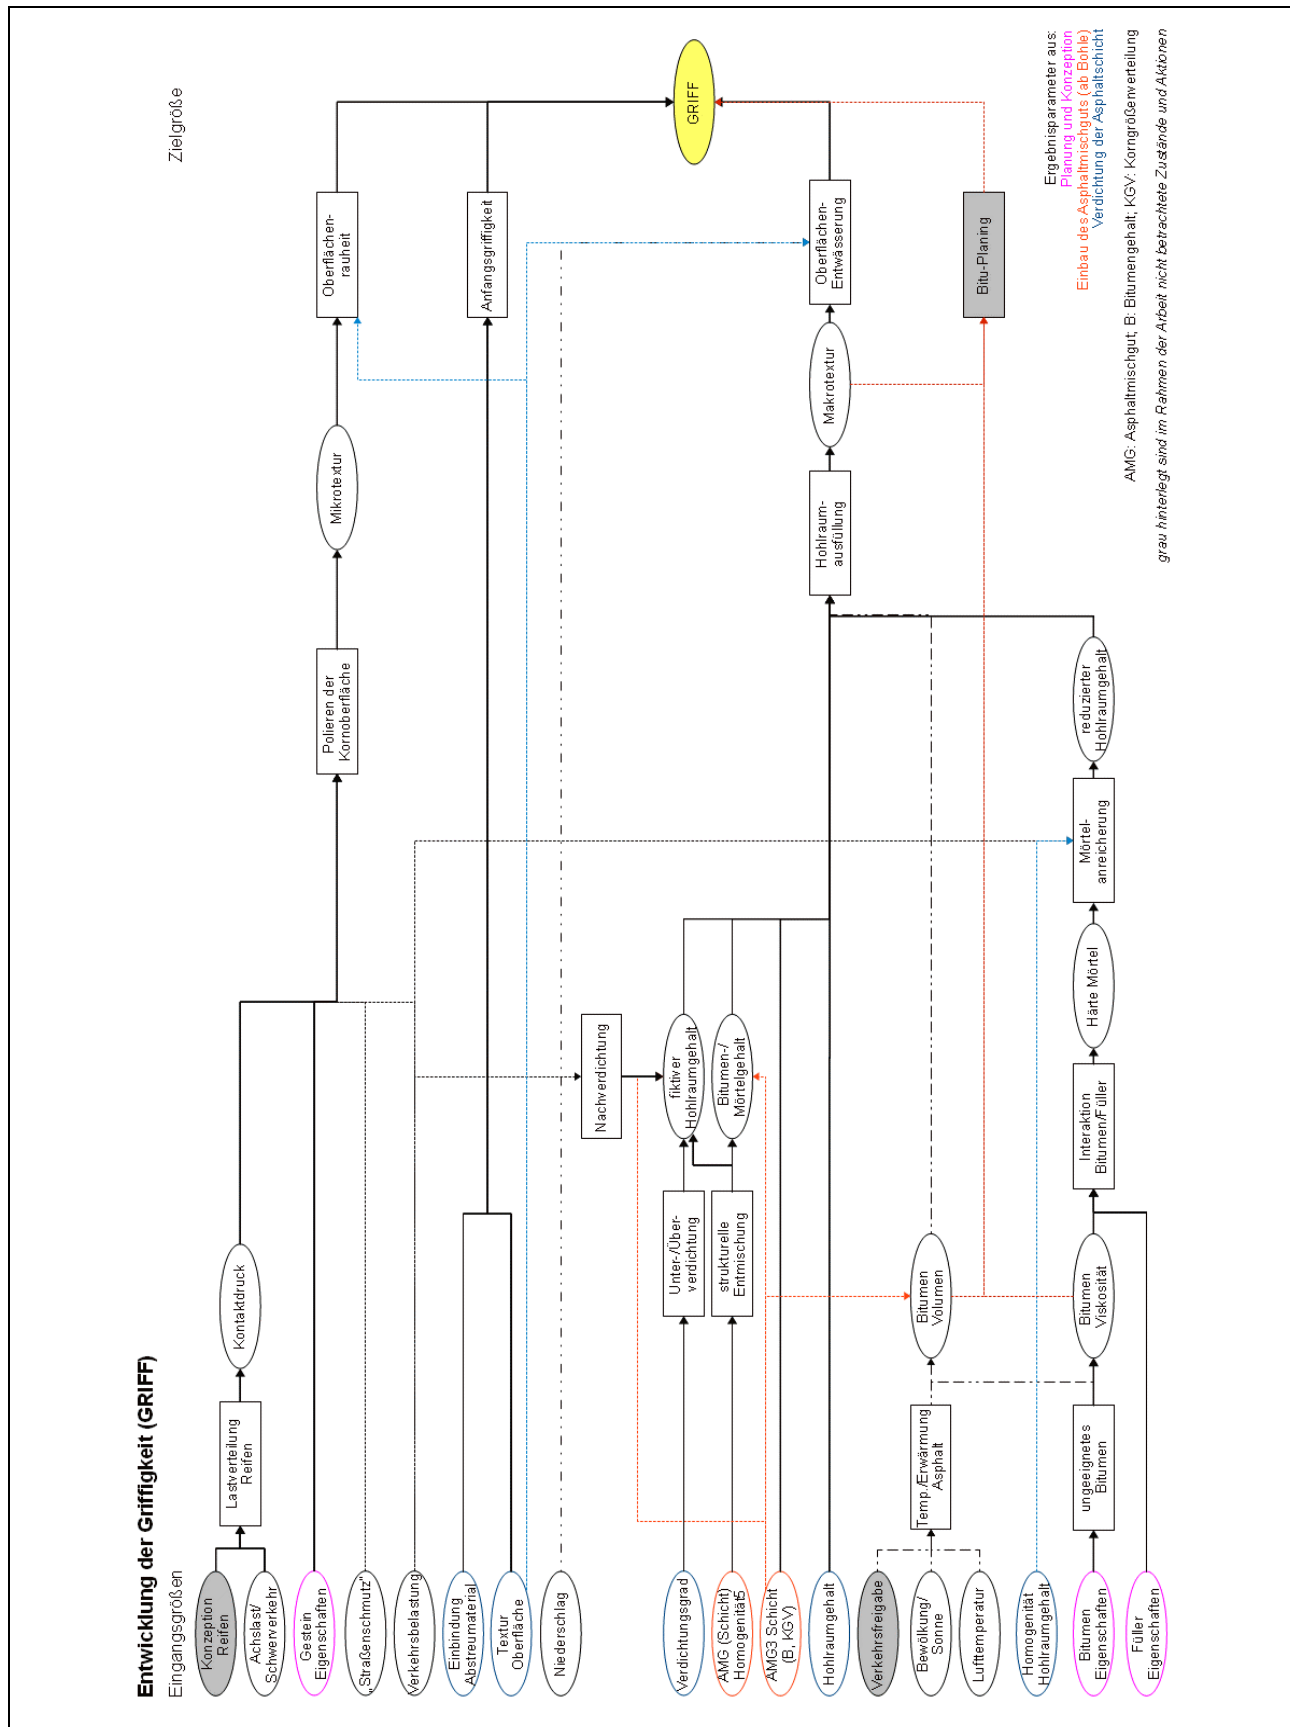 Entwicklung der Griffigkeit (GRIFF)
Eingangsgrößen
Zielgröße
Konzeption
Reifen
Achslast/
Schwerverkehr
Lastverteilung
Reifen
Kontaktdruck
Gestein
Eigenschaften
Polieren der
Kornoberfläche
Mikrotextur
Oberflächen-
rauheit
„Straßenschmutz“
Verkehrsbelastung
Einbindung
Abstreumaterial
Anfangsgriffigkeit
Textur
Oberfläche
Niederschlag
Nachverdichtung
Verdichtungsgrad
Unter-/Über-
verdichtung
fiktiver
Hohlraumgehalt
GRIFF
AMG (Schicht)
Homogenität5
strukturelle
Entmischung
Bitumen-/
Mörtelgehalt
AMG3 Schicht
(B, KGV)
Hohlraumgehalt
Hohlraum-
ausfüllung
Makrotextur
Oberflächen-
Entwässerung
Verkehrsfreigabe
Bewölkung/
Sonne
Temp./Erwärmung
Asphalt
Bitumen
Volumen
Lufttemperatur
Bitu-Planing
Homogenität
Hohlraumgehalt
Bitumen
Eigenschaften
ungeeignetes
Bitumen
Bitumen
Viskosität
Interaktion
Bitumen/Füller
Härte Mörtel
Mörtel-
anreicherung
reduzierter
Hohlraumgehalt
Füller
Eigenschaften
Ergebnisparameter aus:
Planung und Konzeption
Einbau des Asphaltmischguts (ab Bohle)
Verdichtung der Asphaltschicht
AMG: Asphaltmischgut; B: Bitumengehalt; KGV: Korngrößenverteilung
grau hinterlegt sind im Rahmen der Arbeit nicht betrachtete Zustände und Aktionen